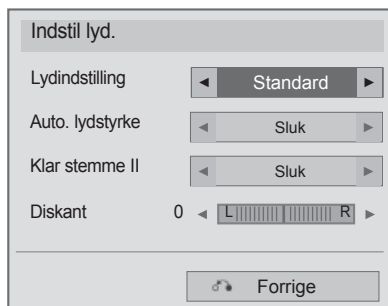 Indstil lyd.
Lydindstilling ◄ Standard ►
Auto. lydstyrke ◄ Sluk ►
Klar stemme II ◄ Sluk ►
Diskant 0 ◄ L R ►
Forrige